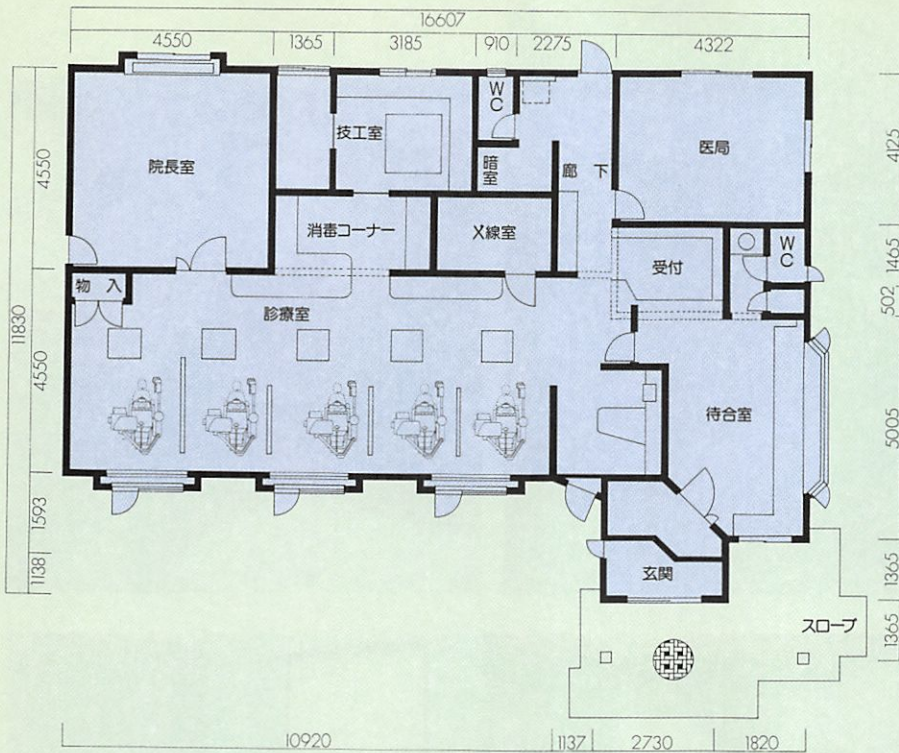 16607
4550
1365
3185
910
2275
4322
11830
4550
4550
1593
1138
4125
1465
502
5005
1365
1365
院長室
技工室
WC
暗室
廊 下
医局
消毒コーナー
X線室
受付
WC
物 入
診療室
待合室
玄関
スロープ
10920
1137
2730
1820